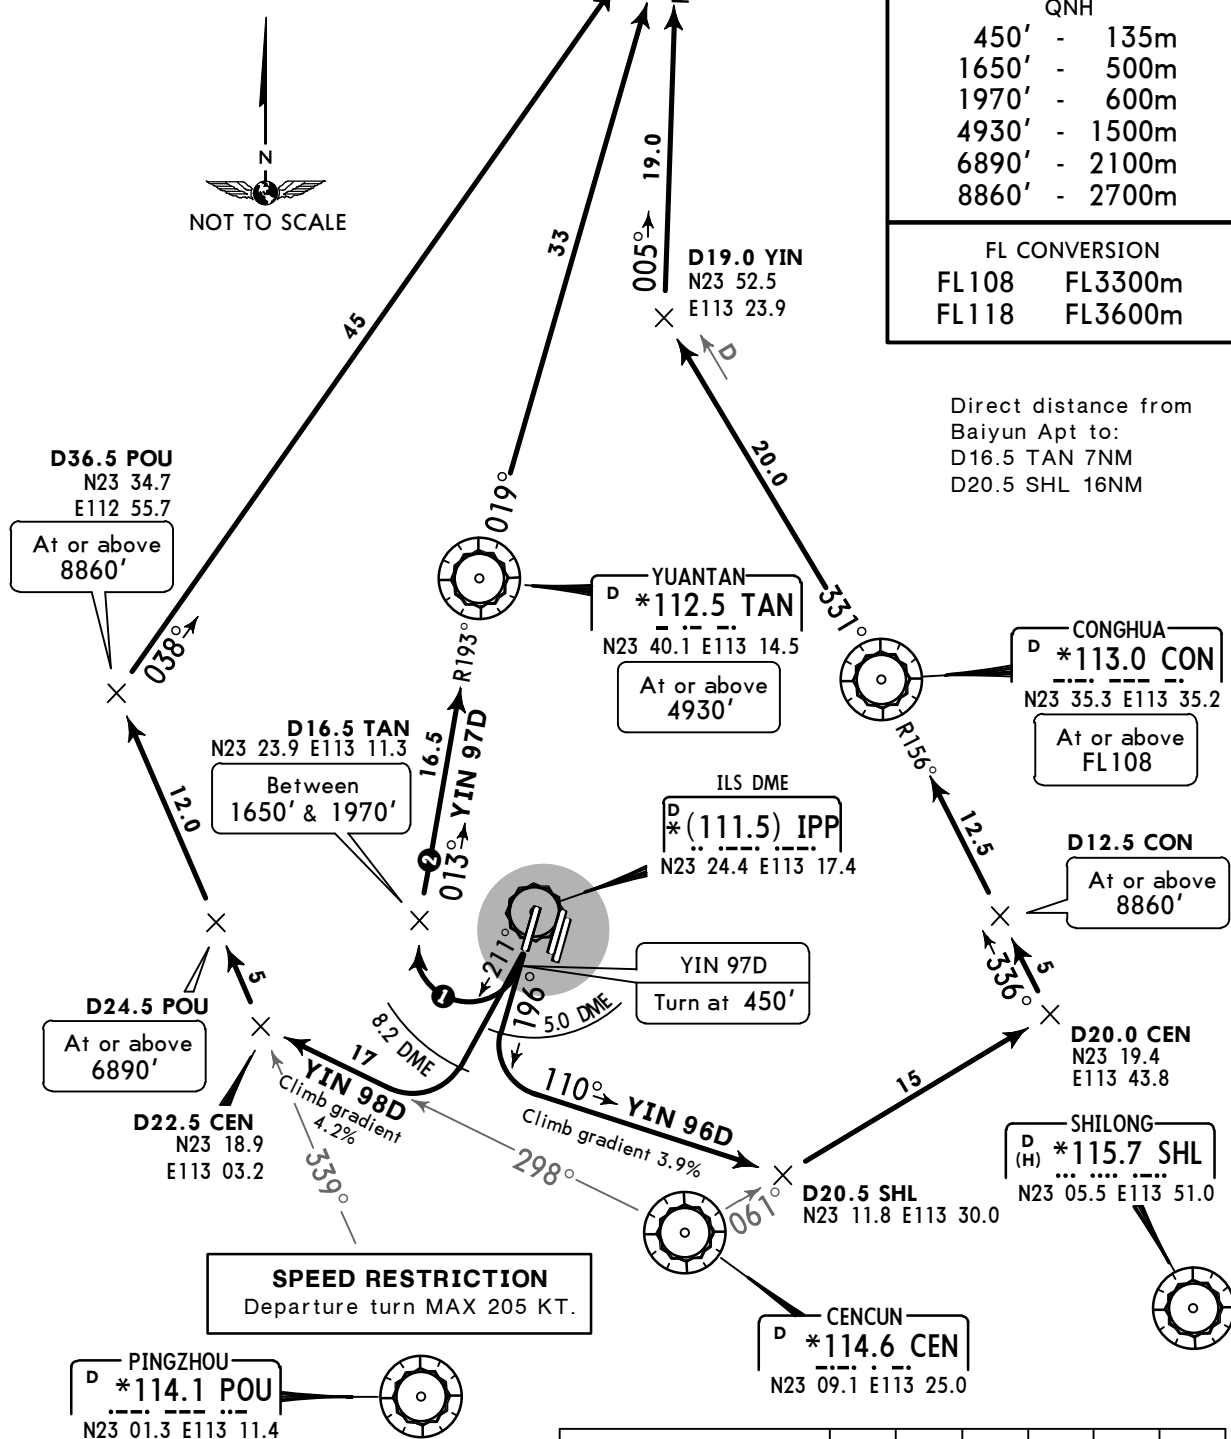 QNH
450' - 135m
1650' - 500m
1970' - 600m
4930' - 1500m
6890' - 2100m
8860' - 2700m
FL CONVERSION
FL108 FL3300m
FL118 FL3600m
N
NOT TO SCALE
45
33
19.0
005°
D19.0 YIN
N23 52.5
E113 23.9
D
20.0
Direct distance from
Baiyun Apt to:
D16.5 TAN 7NM
D20.5 SHL 16NM
D36.5 POU
N23 34.7
E112 55.7
At or above
8860'
038°
019°
YUANTAN
D *112.5 TAN
N23 40.1 E113 14.5
At or above
4930'
331°
CONGHUA
D *113.0 CON
N23 35.3 E113 35.2
At or above
FL108
R193°
R156°
D16.5 TAN
N23 23.9 E113 11.3
Between
1650' & 1970'
16.5
2
013° YIN 97D
ILS DME
D
*(111.5) IPP
N23 24.4 E113 17.4
12.0
12.5
D12.5 CON
At or above
8860'
D24.5 POU
At or above
6890'
5
211°
1
196°
YIN 97D
Turn at 450'
336°
5
D20.0 CEN
N23 19.4
E113 43.8
8.2 DME
5.0 DME
17
YIN 98D
Climb gradient
4.2%
110° YIN 96D
Climb gradient 3.9%
15
D22.5 CEN
N23 18.9
E113 03.2
339°
298°
061°
D20.5 SHL
N23 11.8 E113 30.0
SHILONG
D
(H) *115.7 SHL
N23 05.5 E113 51.0
SPEED RESTRICTION
Departure turn MAX 205 KT.
CENCUN
D *114.6 CEN
N23 09.1 E113 25.0
PINGZHOU
D *114.1 POU
N23 01.3 E113 11.4